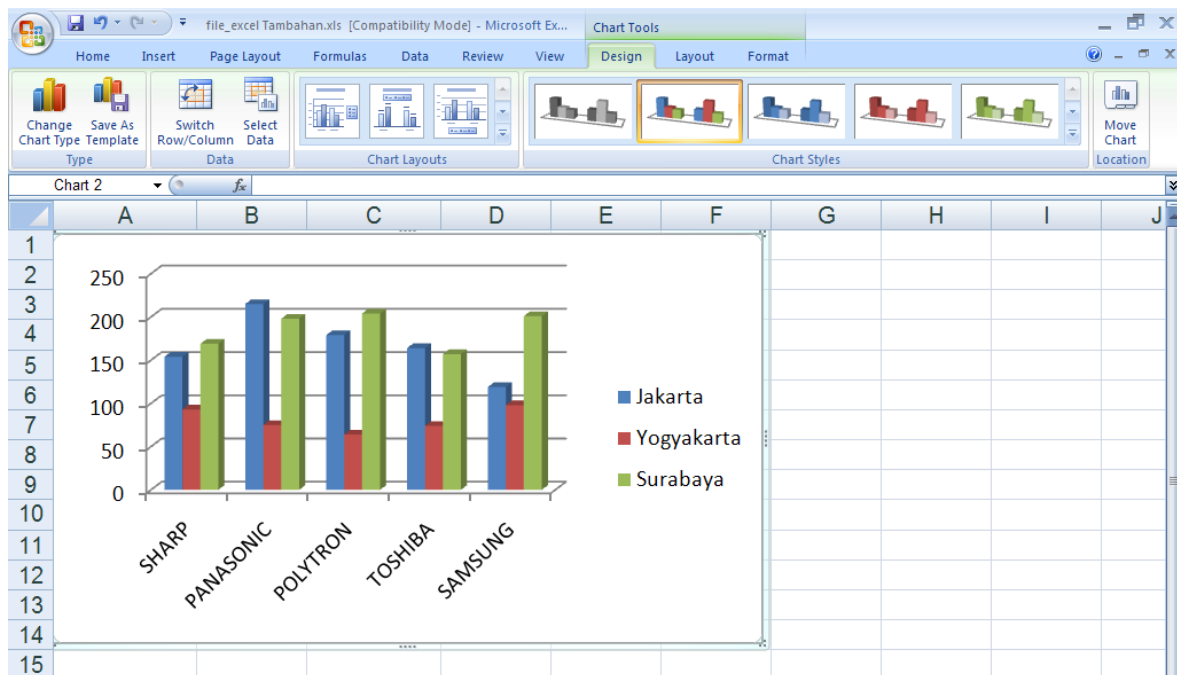 file_excel Tambahan.xls [Compatibility Mode] - Microsoft Ex...
Chart Tools
Home Insert Page Layout Formulas Data Review View Design Layout Format
Change Chart Type
Save As Template
Switch Row/Column
Select Data
Move Chart
Type Data Chart Layouts Chart Styles Location
Chart 2 fx
A B C D E F G H I J
1
2
3
4
5
6
7
8
9
10
11
12
13
14
15
250
200
150
100
50
0
SHARP PANASONIC POLYTRON TOSHIBA SAMSUNG
Jakarta
Yogyakarta
Surabaya